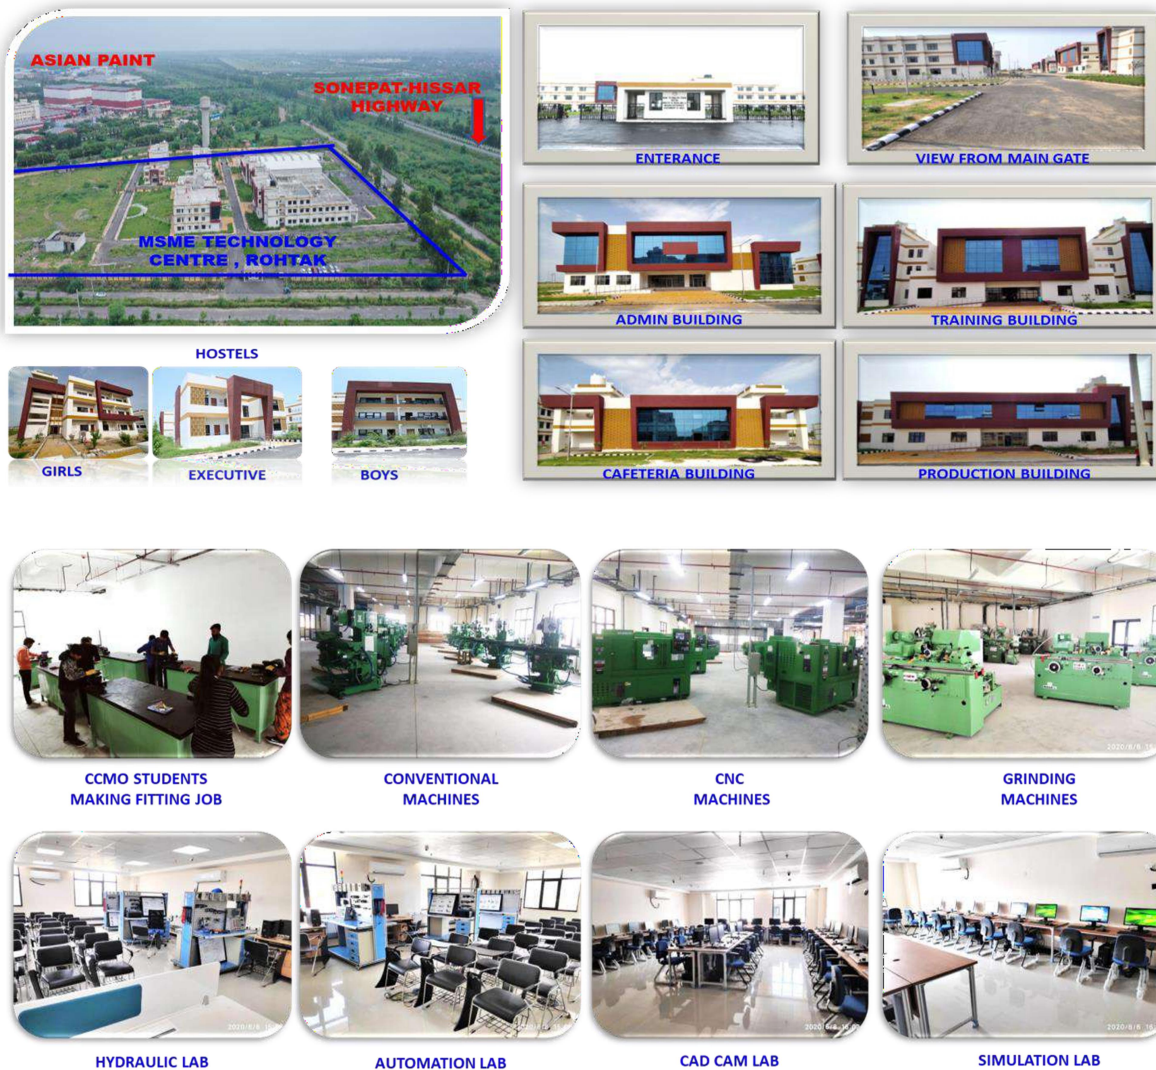 ASIAN PAINT
SONEPAT-HISSAR
HIGHWAY
MSME TECHNOLOGY
CENTRE , ROHTAK
ENTERANCE
VIEW FROM MAIN GATE
ADMIN BUILDING
TRAINING BUILDING
HOSTELS
GIRLS
EXECUTIVE
BOYS
CAFETERIA BUILDING
PRODUCTION BUILDING
CCMO STUDENTS
MAKING FITTING JOB
CONVENTIONAL
MACHINES
CNC
MACHINES
GRINDING
MACHINES
HYDRAULIC LAB
AUTOMATION LAB
CAD CAM LAB
SIMULATION LAB